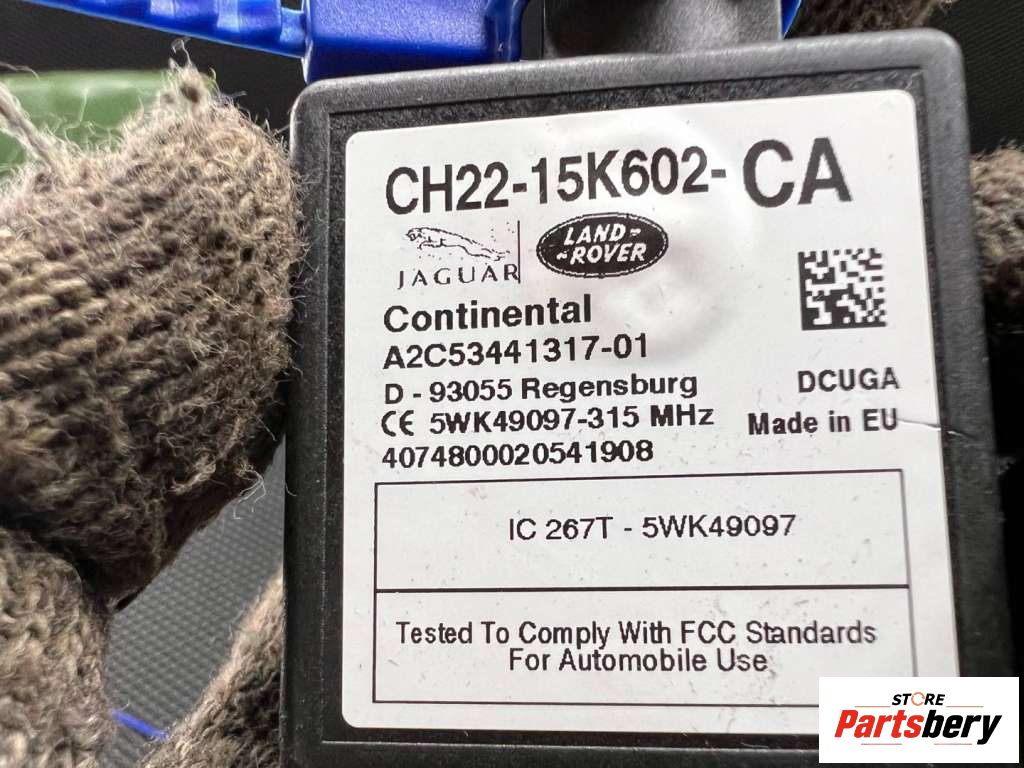 CH22-15K602-CA
JAGUAR
LAND-
-ROVER
Continental
A2C53441317-01
D - 93055 Regensburg
DCUGA
CE 5WK49097-315 MHz
Made in EU
4074800020541908
IC 267T - 5WK49097
Tested To Comply With FCC Standards
For Automobile Use
STORE
Partsbery